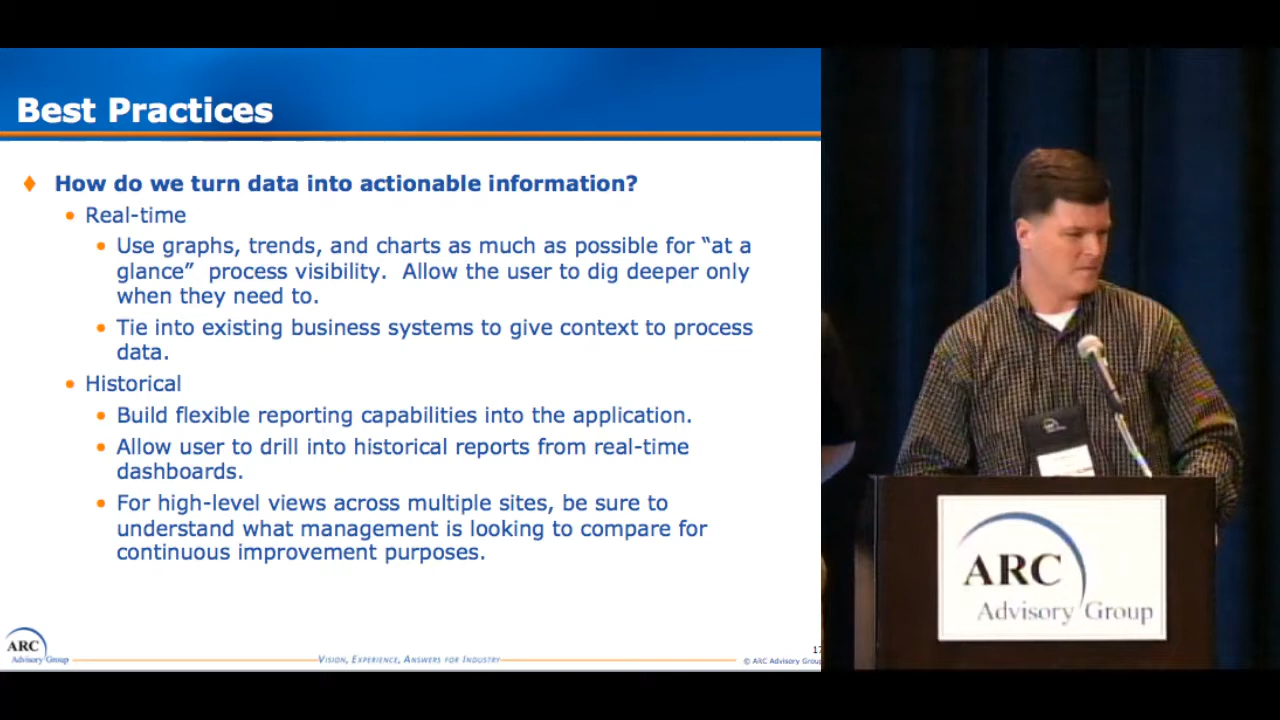 Best Practices
How do we turn data into actionable information?
Real-time
Use graphs, trends, and charts as much as possible for “at a
glance”  process visibility.  Allow the user to dig deeper only
when they need to.
Tie into existing business systems to give context to process
data.
Historical
Build flexible reporting capabilities into the application.
Allow user to drill into historical reports from real-time
dashboards.
For high-level views across multiple sites, be sure to
understand what management is looking to compare for
continuous improvement purposes.
ARC
Advisory Group
VISION, EXPERIENCE, ANSWERS FOR INDUSTRY
17
© ARC Advisory Grou
ARC
Advisory Group